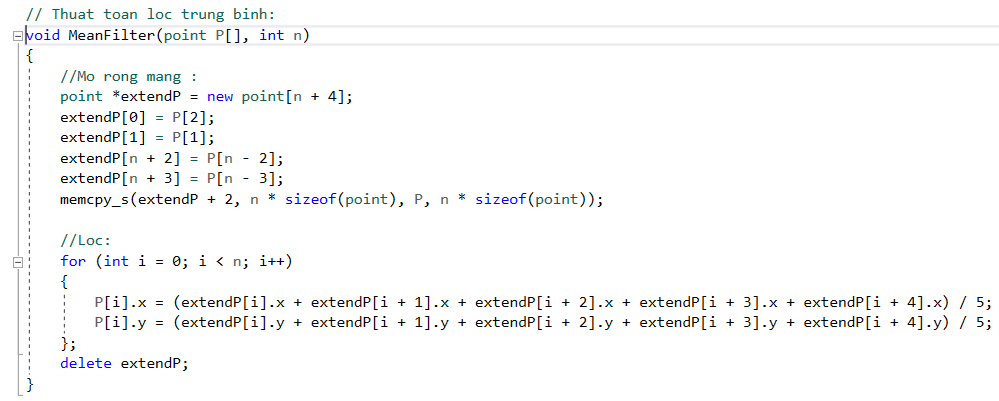 // Thuat toan loc trung binh:
void MeanFilter(point P[], int n)
{
    //Mo rong mang :
    point *extendP = new point[n + 4];
    extendP[0] = P[2];
    extendP[1] = P[1];
    extendP[n + 2] = P[n - 2];
    extendP[n + 3] = P[n - 3];
    memcpy_s(extendP + 2, n * sizeof(point), P, n * sizeof(point));
    //Loc:
    for (int i = 0; i < n; i++)
    {
        P[i].x = (extendP[i].x + extendP[i + 1].x + extendP[i + 2].x + extendP[i + 3].x + extendP[i + 4].x) / 5;
        P[i].y = (extendP[i].y + extendP[i + 1].y + extendP[i + 2].y + extendP[i + 3].y + extendP[i + 4].y) / 5;
    };
    delete extendP;
}